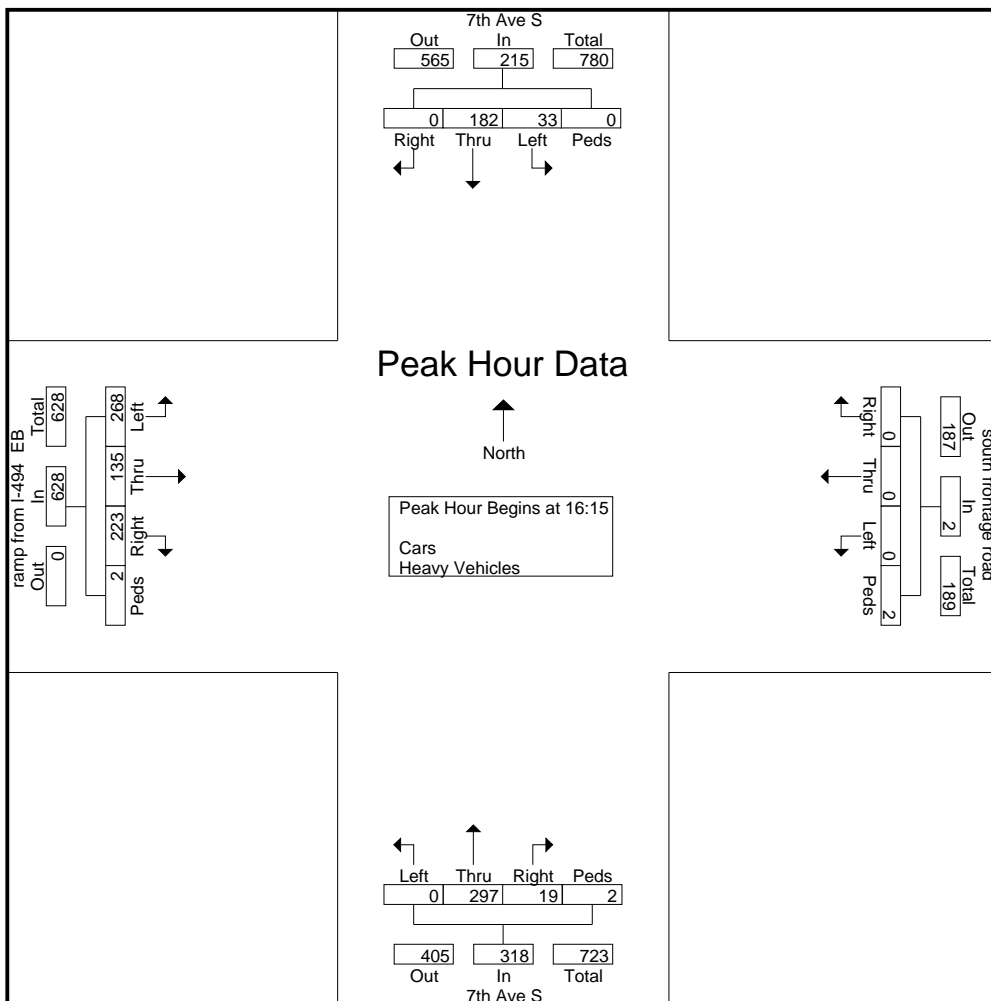 7th Ave S
Out In Total
565 215 780
0 182 33 0
Right Thru Left Peds
Peak Hour Data
North
Peak Hour Begins at 16:15
Cars
Heavy Vehicles
ramp from I-494 EB
Out In Total
0 628 628
2 223 135 268
Peds Right Thru Left
south frontage road
Out In Total
187 2 189
0 0 0 2
Right Thru Left Peds
Left Thru Right Peds
0 297 19 2
405 318 723
Out In Total
7th Ave S